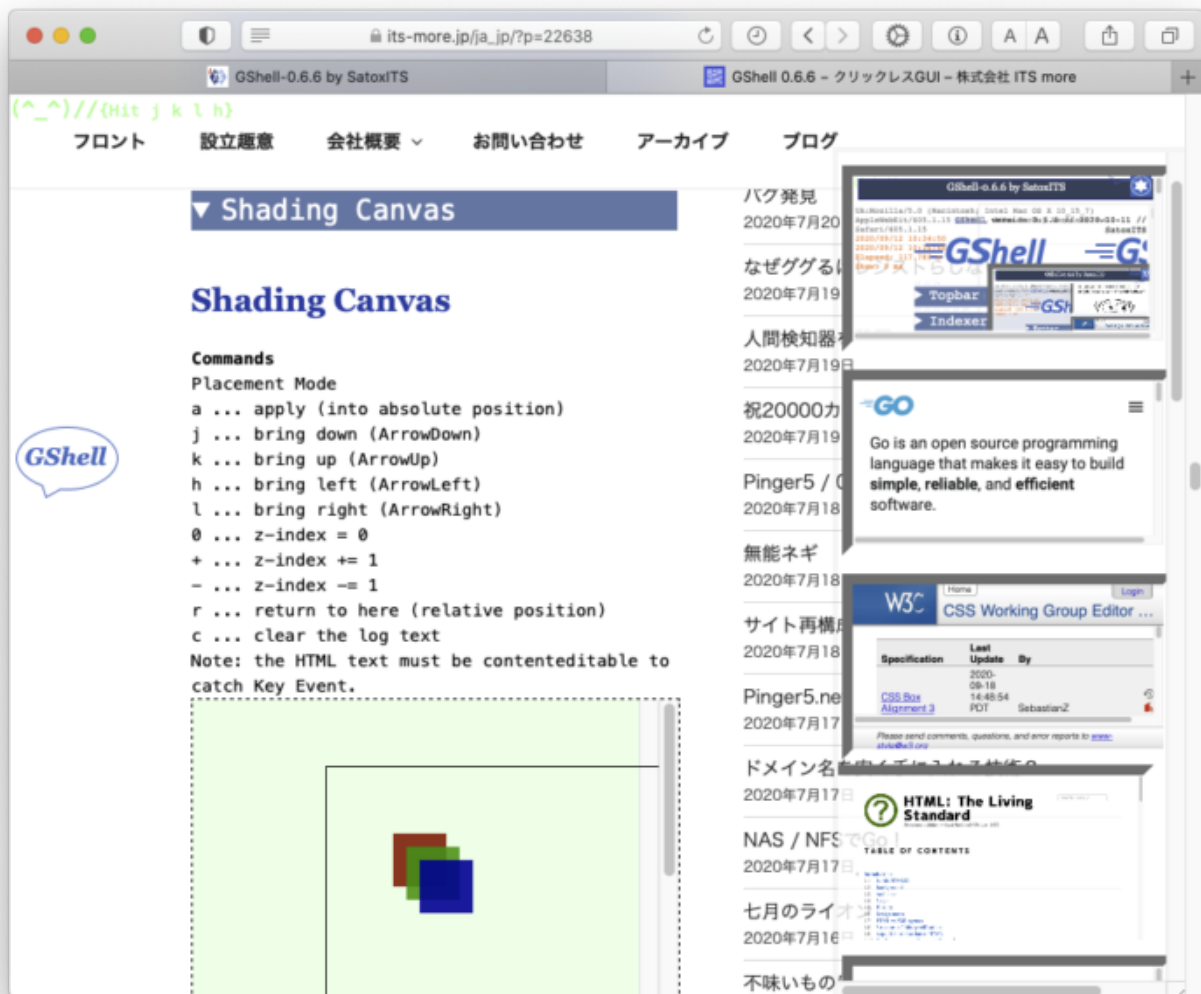 its-more.jp/ja_jp/?p=22638
A A
GShell-0.6.6 by SatoxITS
GShell 0.6.6 – クリックレスGUI – 株式会社 ITS more
(^_^)//{Hit j k l h}
フロント 設立趣意 会社概要 お問い合わせ アーカイブ ブログ
▼ Shading Canvas
Shading Canvas
Commands
Placement Mode
a ... apply (into absolute position)
j ... bring down (ArrowDown)
k ... bring up (ArrowUp)
h ... bring left (ArrowLeft)
l ... bring right (ArrowRight)
0 ... z-index = 0
+ ... z-index += 1
- ... z-index -= 1
r ... return to here (relative position)
c ... clear the log text
Note: the HTML text must be contenteditable to
catch Key Event.
GShell
バグ発見
2020年7月20
なぜググるに
2020年7月19
人間検知器
2020年7月19日
祝20000カ
2020年7月19
Pinger5 /
2020年7月18
無能ネギ
2020年7月18
サイト再構成
2020年7月18
Pinger5.ne
2020年7月17
ドメイン名を
2020年7月17日
NAS / NFSでGo !
2020年7月17日
七月のライオン
2020年7月16日
不味いもの
GShell-0.6.6 by SatoxITS
GShell
Topbar
Indexer
GO
Go is an open source programming
language that makes it easy to build
simple, reliable, and efficient
software.
W3C
Home
Login
CSS Working Group Editor ...
Specification Last Update By
CSS Box Alignment 3 2020-09-18 14:48:54 PDT SebastianZ
Please send comments, questions, and error reports to www-style@w3.org
HTML: The Living
Standard
TABLE OF CONTENTS